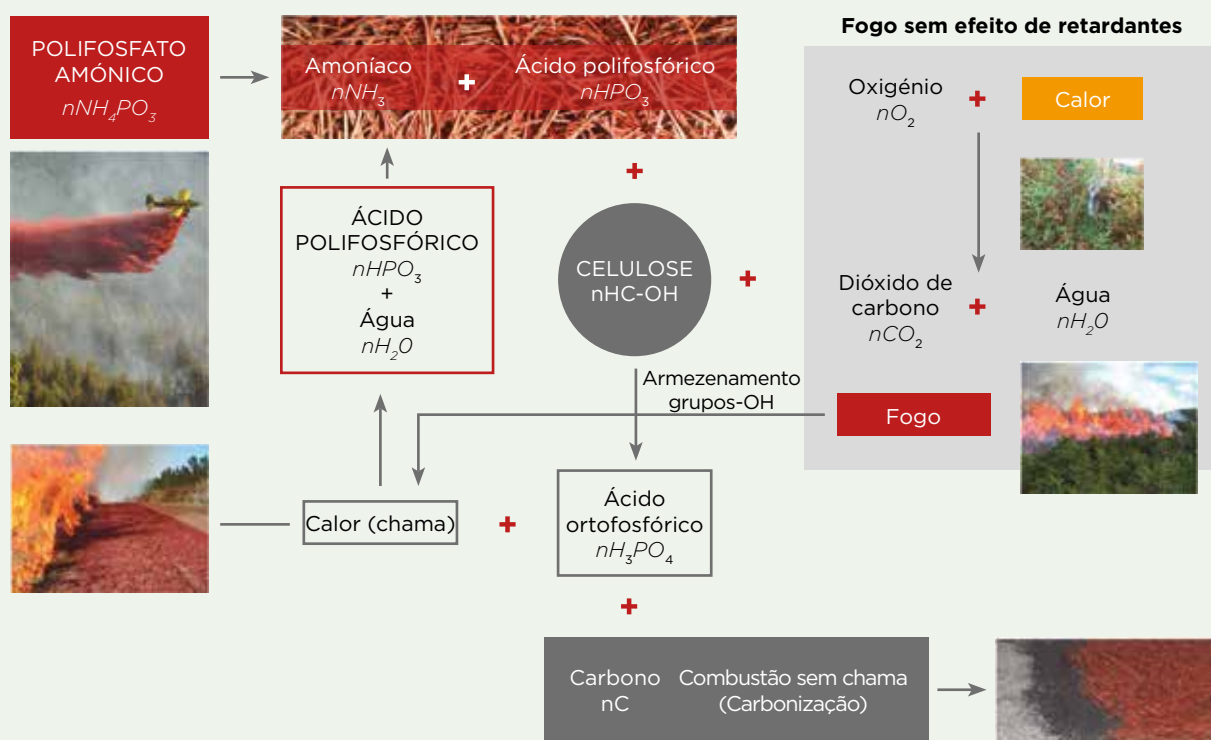 POLIFOSFATO
AMÓNICO
nNH₄PO₃
Amoníaco
nNH₃
+
Ácido polifosfórico
nHPO₃
Fogo sem efeito de retardantes
Oxigénio
nO₂
+
Calor
+
ÁCIDO
POLIFOSFÓRICO
nHPO₃
+
Água
nH₂0
CELULOSE
nHC-OH
+
Dióxido de
carbono
nCO₂
+
Água
nH₂0
Armezenamento
grupos-OH
Fogo
Calor (chama)
+
Ácido
ortofosfórico
nH₃PO₄
+
Carbono
nC
Combustão sem chama
(Carbonização)